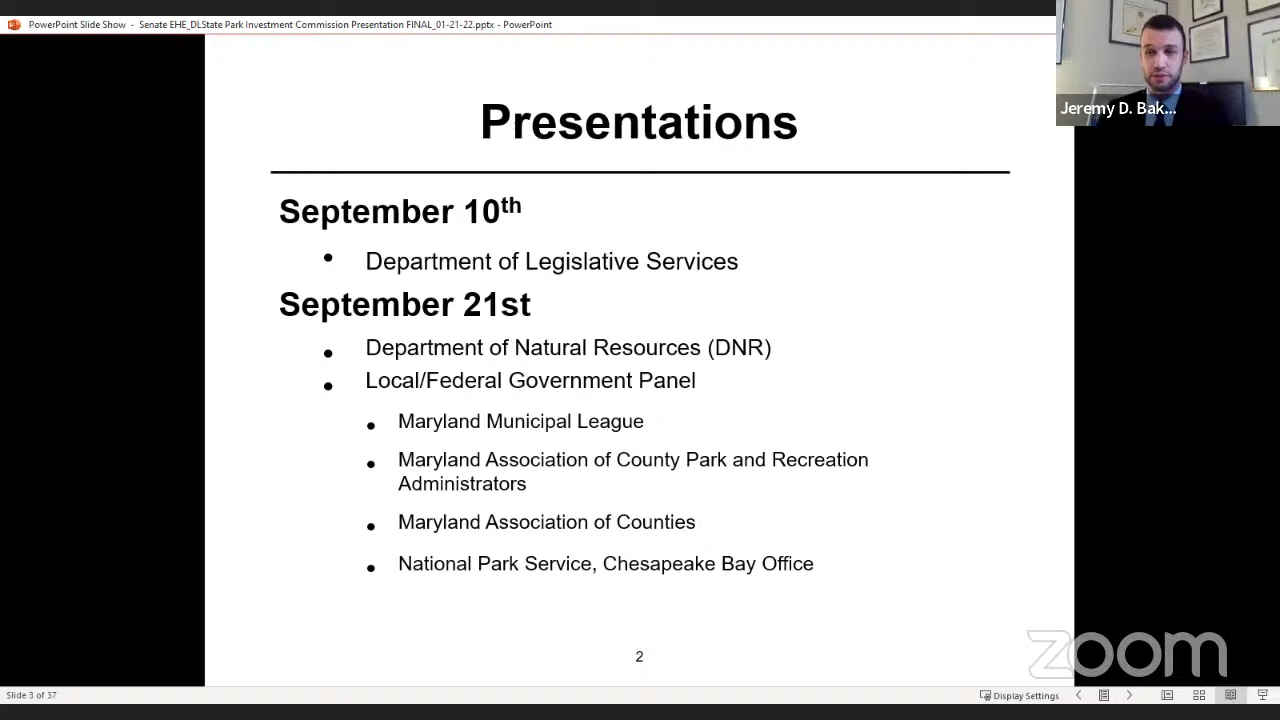 PowerPoint Slide Show - Senate EHE_DLState Park Investment Commission Presentation FINAL_01-21-22.pptx - PowerPoint
Jeremy D. Bak...
Presentations
September 10th
• Department of Legislative Services
September 21st
• Department of Natural Resources (DNR)
• Local/Federal Government Panel
• Maryland Municipal League
• Maryland Association of County Park and Recreation
Administrators
• Maryland Association of Counties
• National Park Service, Chesapeake Bay Office
2
zoom
Slide 3 of 37
Display Settings